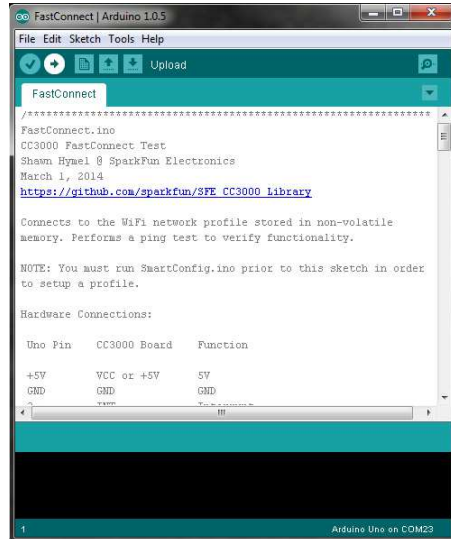 FastConnect | Arduino 1.0.5
File Edit Sketch Tools Help
Upload
FastConnect
/****************************************************************
FastConnect.ino
CC3000 FastConnect Test
Shawn Hymel @ SparkFun Electronics
March 1, 2014
https://github.com/sparkfun/SFE_CC3000_Library
Connects to the WiFi network profile stored in non-volatile
memory. Performs a ping test to verify functionality.
NOTE: You must run SmartConfig.ino prior to this sketch in order
to setup a profile.
Hardware Connections:
Uno Pin CC3000 Board Function
+5V VCC or +5V 5V
GND GND GND
1 Arduino Uno on COM23